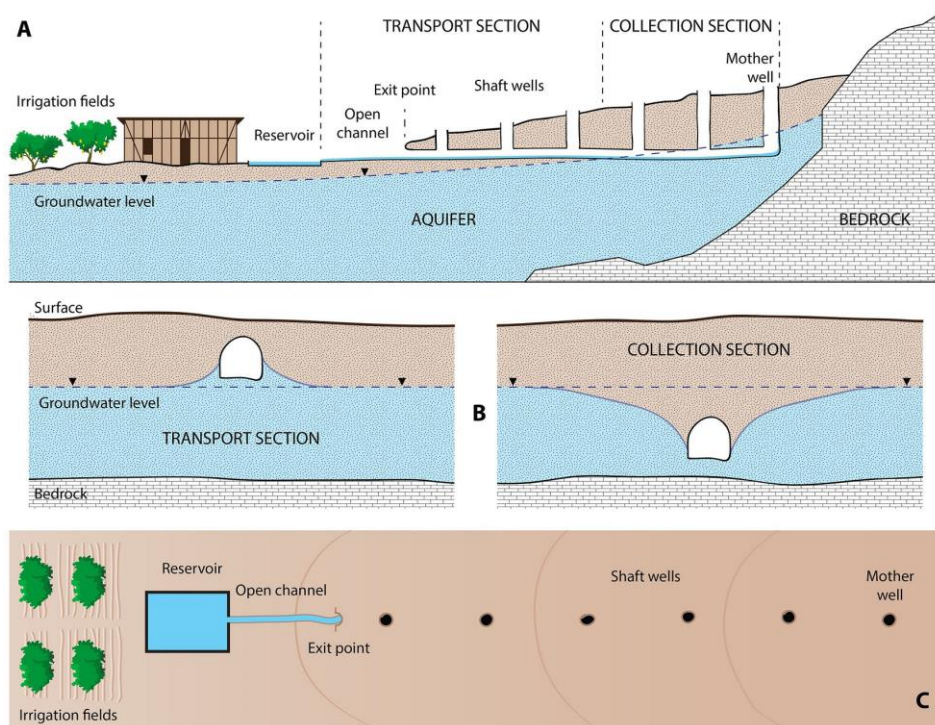 A
TRANSPORT SECTION
COLLECTION SECTION
Mother
well
Exit point
Shaft wells
Irrigation fields
Reservoir
Open
channel
Groundwater level
AQUIFER
BEDROCK
Surface
Groundwater level
TRANSPORT SECTION
Bedrock
B
COLLECTION SECTION
Reservoir
Open channel
Exit point
Shaft wells
Mother
well
Irrigation fields
C